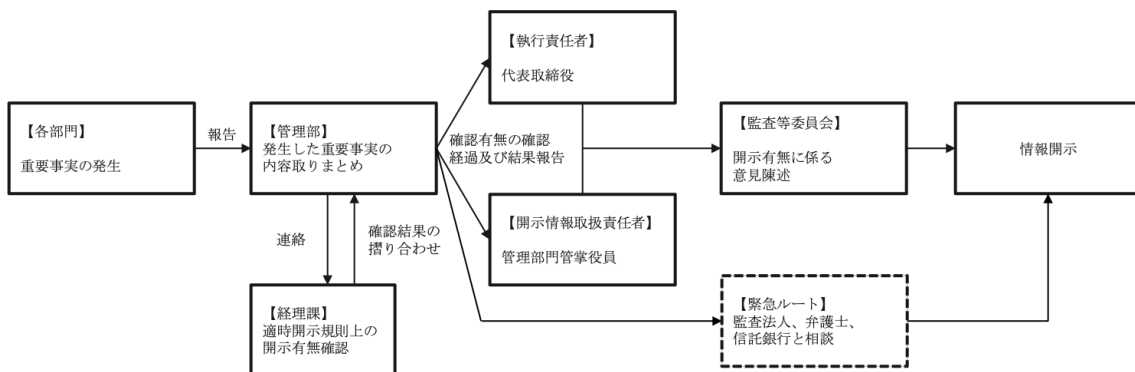 【各部門】
重要事実の発生
報告
【管理部】
発生した重要事実の
内容取りまとめ
連絡
確認結果の
摺り合わせ
【経理課】
適時開示規則上の
開示有無確認
【執行責任者】
代表取締役
確認有無の確認
経過及び結果報告
【開示情報取扱責任者】
管理部門管掌役員
【監査等委員会】
開示有無に係る
意見陳述
【緊急ルート】
監査法人、弁護士、
信託銀行と相談
情報開示